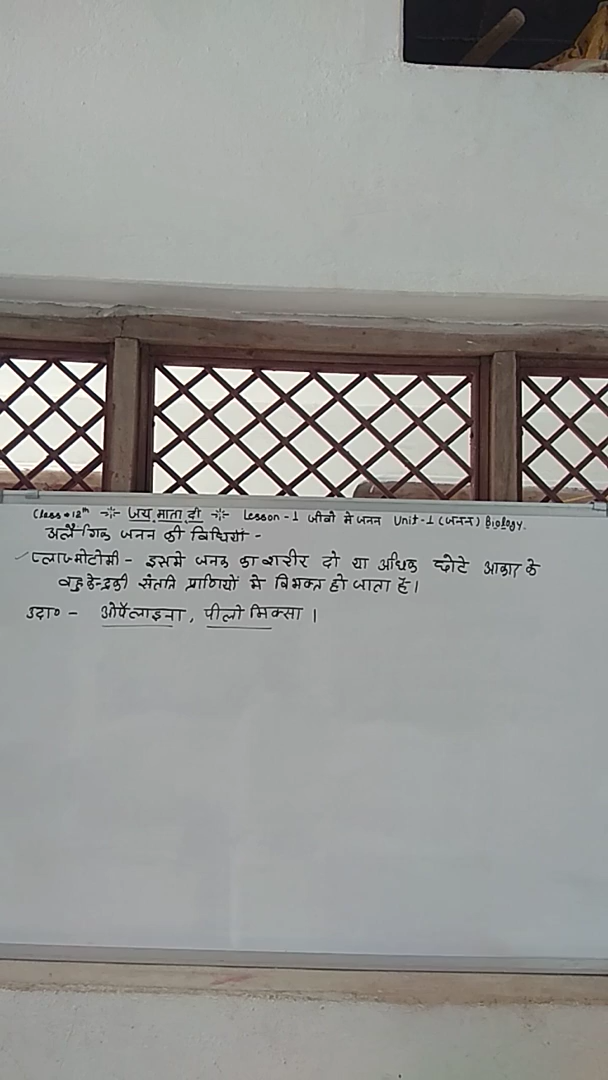 Class • 12th -:- जय माता दी -:- Lesson - 1 जीवो मे जनन Unit - 1 (जनन) Biology.
अलैंगिक जनन की विधियाँ -
प्लाज्मोटोमी - इसमे जनक का शरीर दो या अधिक छोटे आकार के
बहुकेन्द्रकी संतति प्राणियों मे विभक्त हो जाता है।
उदा० - ओपैलाइना, पीलोमिक्सा ।